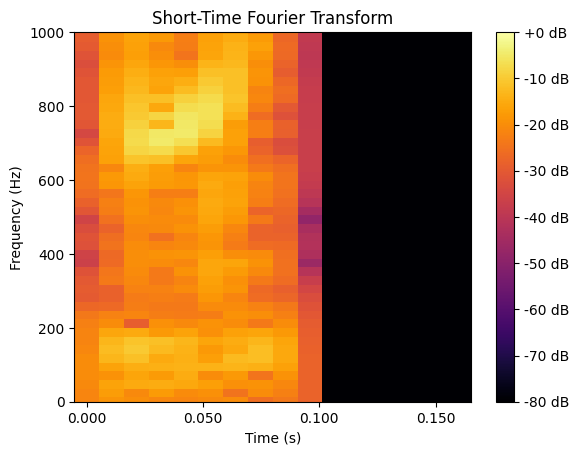 Short-Time Fourier Transform
1000
800
600
400
200
0
Frequency (Hz)
0.000
0.050
0.100
0.150
Time (s)
+0 dB
-10 dB
-20 dB
-30 dB
-40 dB
-50 dB
-60 dB
-70 dB
-80 dB